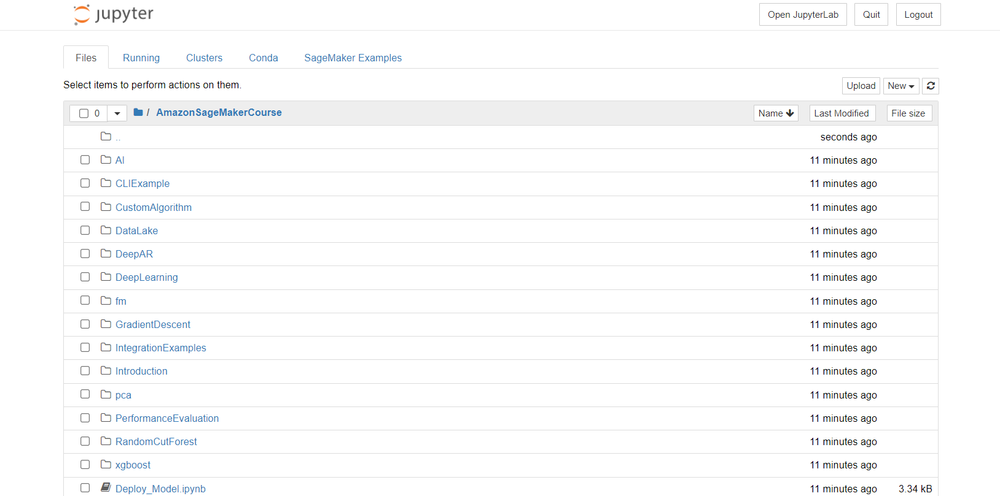 jupyter
Open JupyterLab Quit Logout
Files Running Clusters Conda SageMaker Examples
Select items to perform actions on them.
Upload New
0 / AmazonSageMakerCourse Name Last Modified File size
.. seconds ago
AI 11 minutes ago
CLIExample 11 minutes ago
CustomAlgorithm 11 minutes ago
DataLake 11 minutes ago
DeepAR 11 minutes ago
DeepLearning 11 minutes ago
fm 11 minutes ago
GradientDescent 11 minutes ago
IntegrationExamples 11 minutes ago
Introduction 11 minutes ago
pca 11 minutes ago
PerformanceEvaluation 11 minutes ago
RandomCutForest 11 minutes ago
xgboost 11 minutes ago
Deploy_Model.ipynb 11 minutes ago 3.34 kB